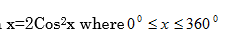 x=2Cos²x where 0⁰ ≤x ≤360⁰